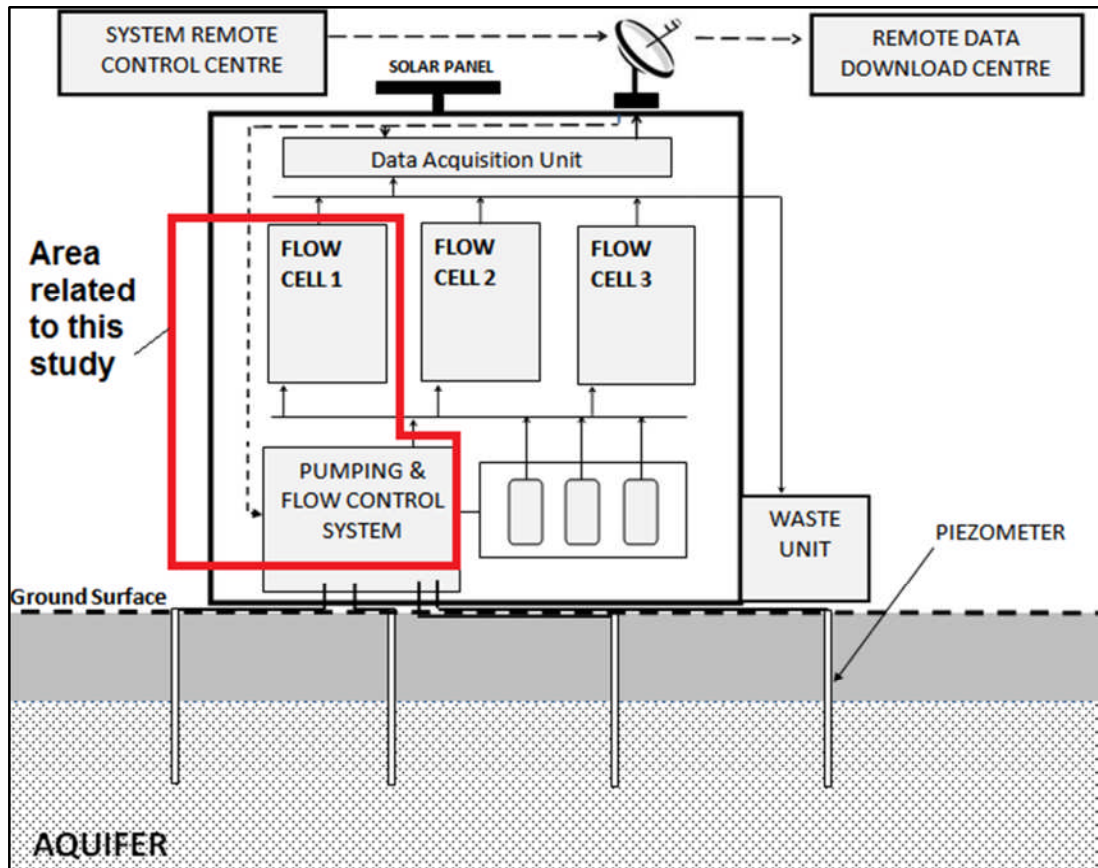 SYSTEM REMOTE
CONTROL CENTRE
REMOTE DATA
DOWNLOAD CENTRE
SOLAR PANEL
Data Acquisition Unit
Area
related
to this
study
FLOW
CELL 1
FLOW
CELL 2
FLOW
CELL 3
PUMPING &
FLOW CONTROL
SYSTEM
WASTE
UNIT
PIEZOMETER
Ground Surface
AQUIFER